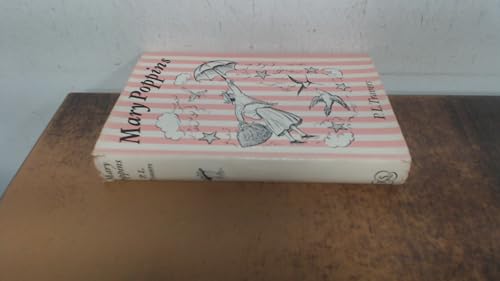 Mary Poppins
P. L. Travers
Mary
Poppins
P. L.
Travers